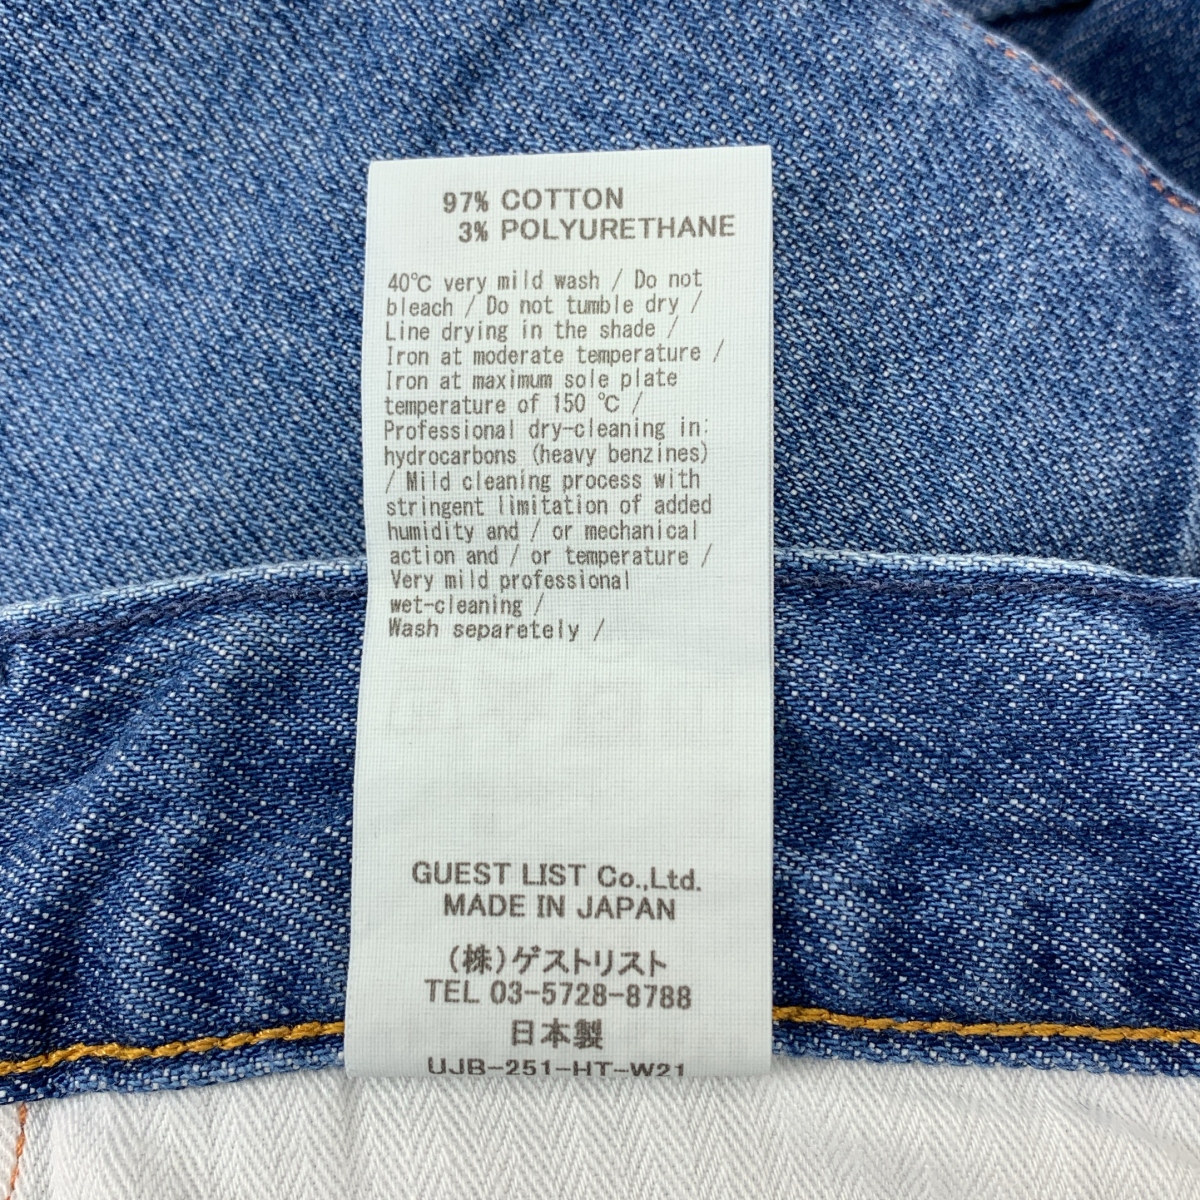 97% COTTON
3% POLYURETHANE
40℃ very mild wash / Do not
bleach / Do not tumble dry /
Line drying in the shade /
Iron at moderate temperature /
Iron at maximum sole plate
temperature of 150 ℃ /
Professional dry-cleaning in:
hydrocarbons (heavy benzines)
/ Mild cleaning process with
stringent limitation of added
humidity and / or mechanical
action and / or temperature /
Very mild professional
wet-cleaning /
Wash separetely /
GUEST LIST Co.,Ltd.
MADE IN JAPAN
(株)ゲストリスト
TEL 03-5728-8788
日本製
UJB-251-HT-W21